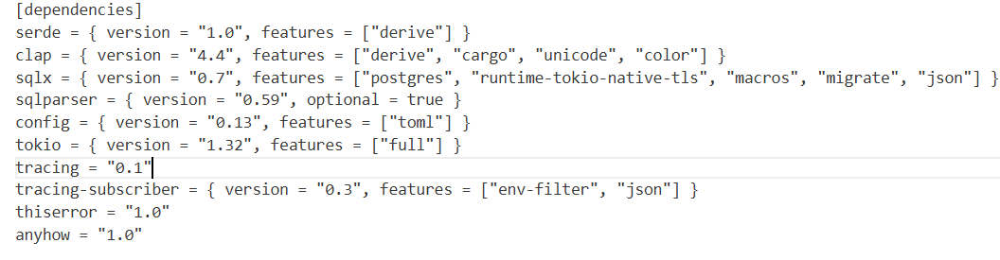 [dependencies]
serde = { version = "1.0", features = ["derive"] }
clap = { version = "4.4", features = ["derive", "cargo", "unicode", "color"] }
sqlx = { version = "0.7", features = ["postgres", "runtime-tokio-native-tls", "macros", "migrate", "json"] }
sqlparser = { version = "0.59", optional = true }
config = { version = "0.13", features = ["toml"] }
tokio = { version = "1.32", features = ["full"] }
tracing = "0.1"
tracing-subscriber = { version = "0.3", features = ["env-filter", "json"] }
thiserror = "1.0"
anyhow = "1.0"